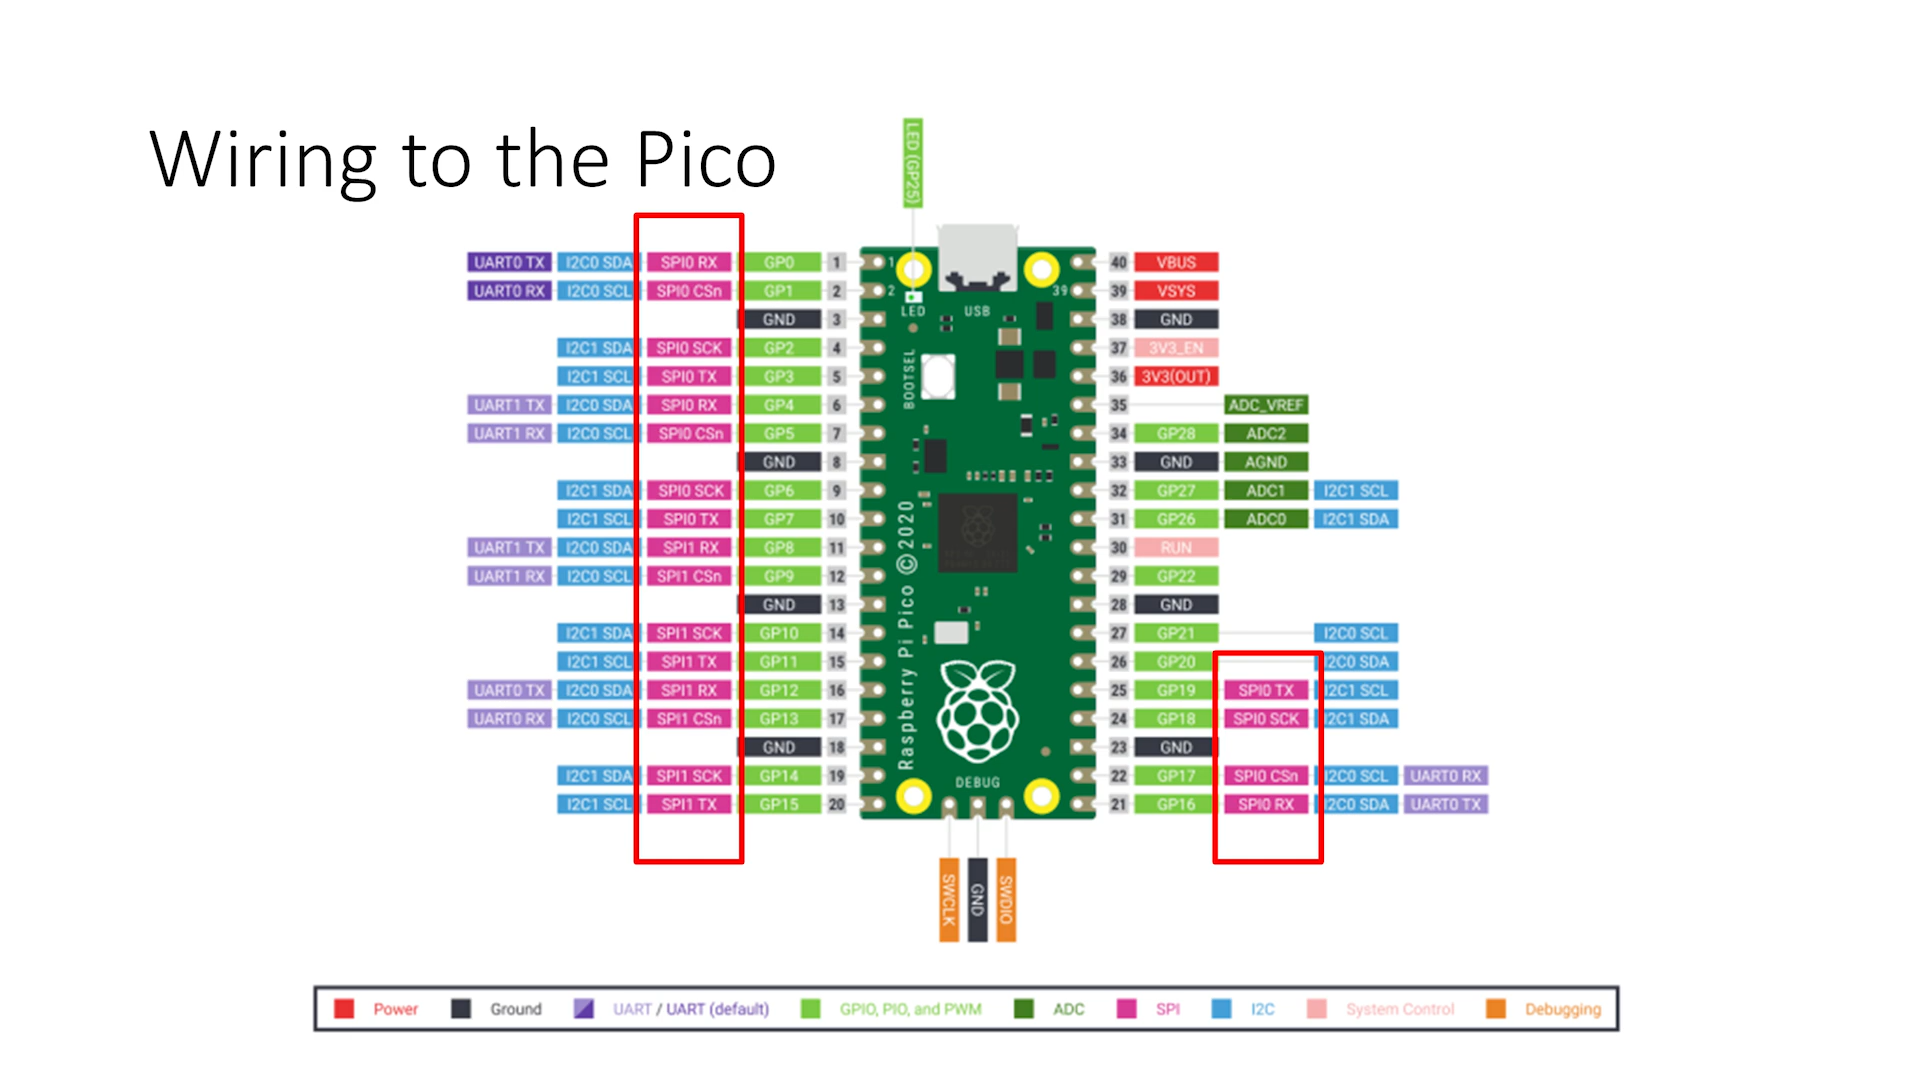 Wiring to the Pico
LED (GP25)
UART0 TX I2C0 SDA SPI0 RX GP0 1 1 40 VBUS
UART0 RX I2C0 SCL SPI0 CSn GP1 2 2 39 39 VSYS
LED USB
GND 3 38 GND
I2C1 SDA SPI0 SCK GP2 4 37 3V3_EN
I2C1 SCL SPI0 TX GP3 5 36 3V3(OUT)
BOOTSEL
UART1 TX I2C0 SDA SPI0 RX GP4 6 35 ADC_VREF
UART1 RX I2C0 SCL SPI0 CSn GP5 7 34 GP28 ADC2
GND 8 33 GND AGND
I2C1 SDA SPI0 SCK GP6 9 32 GP27 ADC1 I2C1 SCL
I2C1 SCL SPI0 TX GP7 10 31 GP26 ADC0 I2C1 SDA
UART1 TX I2C0 SDA SPI1 RX GP8 11 30 RUN
UART1 RX I2C0 SCL SPI1 CSn GP9 12 29 GP22
GND 13 28 GND
I2C1 SDA SPI1 SCK GP10 14 27 GP21 I2C0 SCL
I2C1 SCL SPI1 TX GP11 15 26 GP20 I2C0 SDA
UART0 TX I2C0 SDA SPI1 RX GP12 16 25 GP19 SPI0 TX I2C1 SCL
UART0 RX I2C0 SCL SPI1 CSn GP13 17 24 GP18 SPI0 SCK I2C1 SDA
GND 18 23 GND
I2C1 SDA SPI1 SCK GP14 19 22 GP17 SPI0 CSn I2C0 SCL UART0 RX
I2C1 SCL SPI1 TX GP15 20 21 GP16 SPI0 RX I2C0 SDA UART0 TX
Raspberry Pi Pico ©2020
DEBUG
SWCLK GND SWDIO
Power Ground UART / UART (default) GPIO, PIO, and PWM ADC SPI I2C System Control Debugging